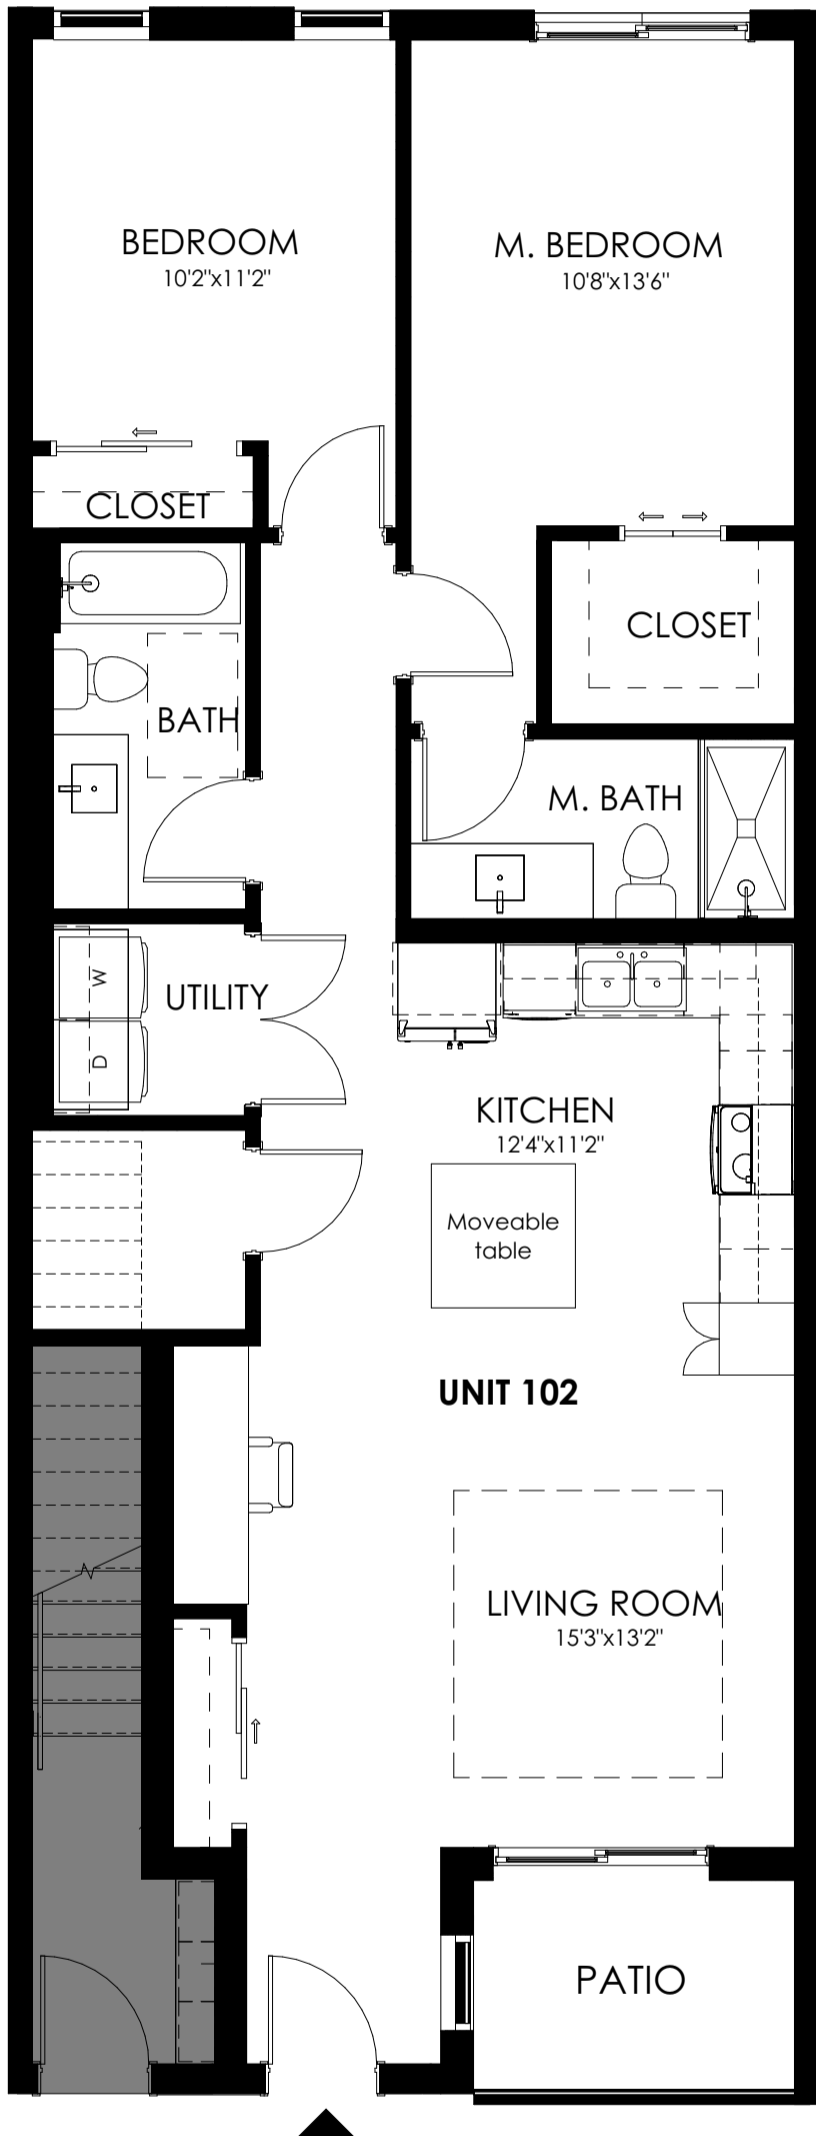 BEDROOM
10'2"x11'2"
M. BEDROOM
10'8"x13'6"
CLOSET
CLOSET
BATH
M. BATH
W
D
UTILITY
KITCHEN
12'4"x11'2"
Moveable
table
UNIT 102
LIVING ROOM
15'3"x13'2"
PATIO